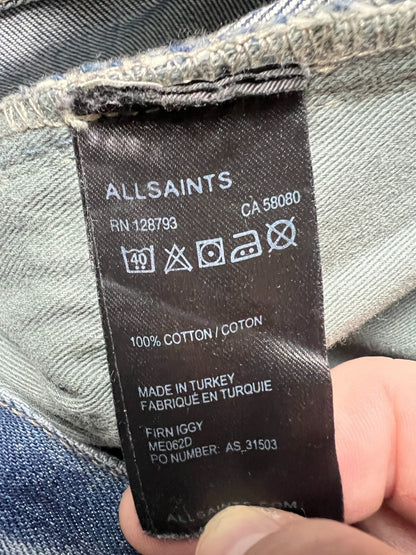 ALLSAINTS
RN 128793 CA 58080
40
100% COTTON / COTON
MADE IN TURKEY
FABRIQUÉ EN TURQUIE
FIRN IGGY
ME062D
PO NUMBER: AS_31503
ALLSAINTS.COM